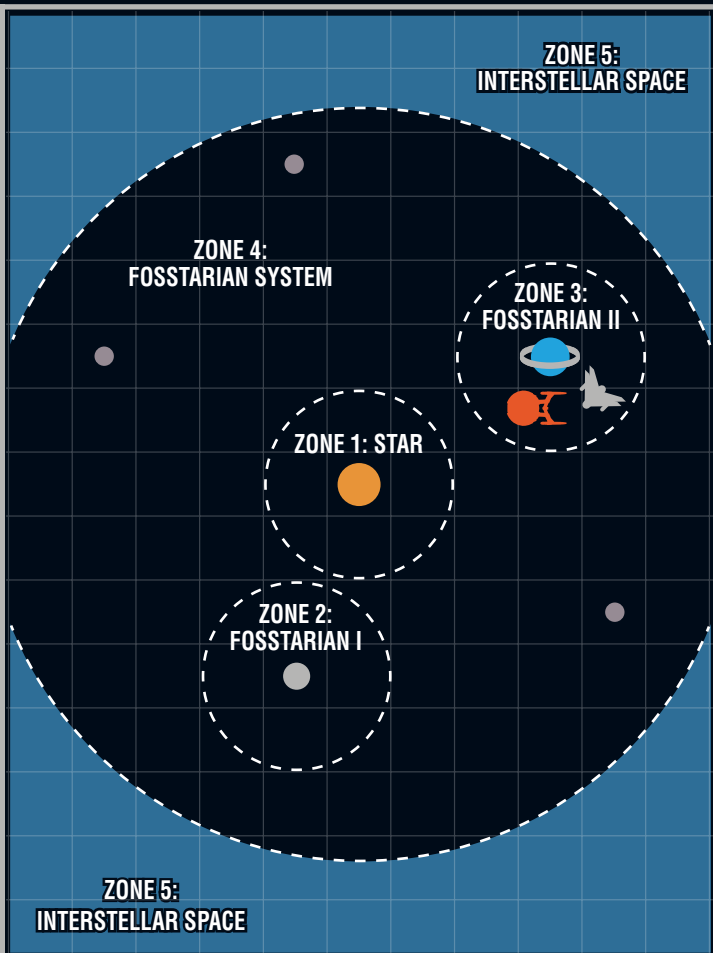 ZONE 5:
INTERSTELLAR SPACE
ZONE 4:
FOSSTARIAN SYSTEM
ZONE 3:
FOSSTARIAN II
ZONE 1: STAR
ZONE 2:
FOSSTARIAN I
ZONE 5:
INTERSTELLAR SPACE